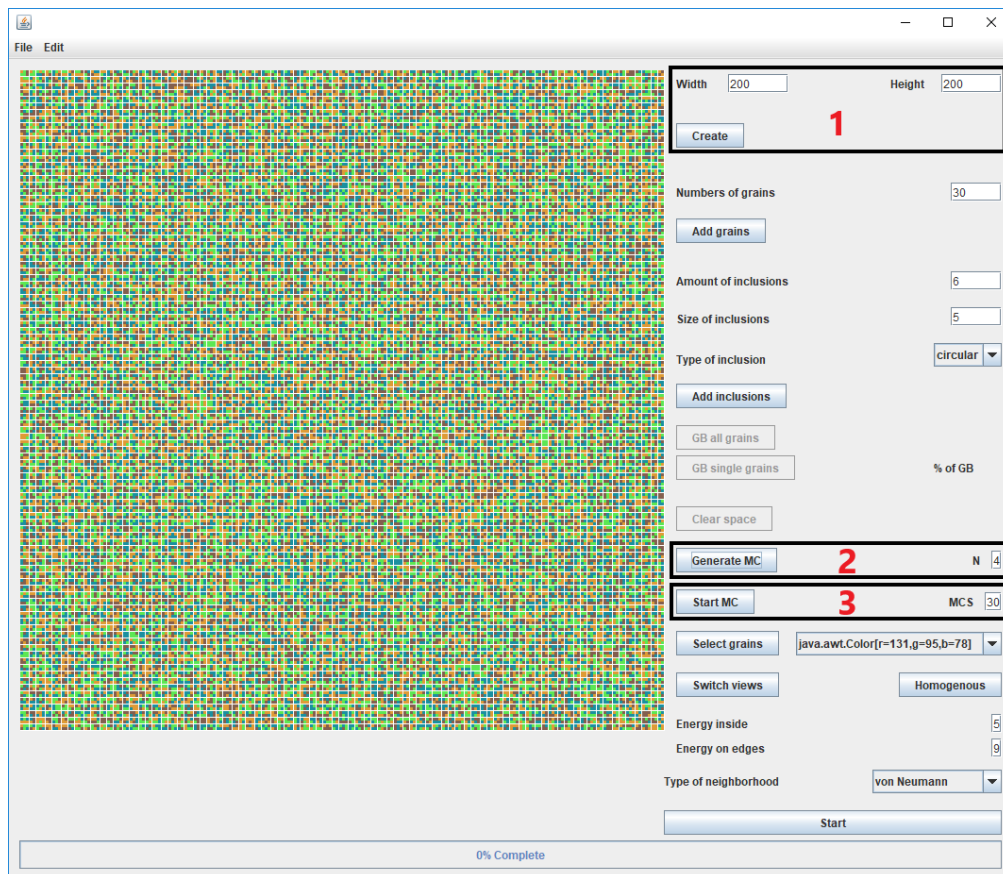 File Edit
Width 200 Height 200
1
Create
Numbers of grains 30
Add grains
Amount of inclusions 6
Size of inclusions 5
Type of inclusion circular
Add inclusions
GB all grains
GB single grains % of GB
Clear space
Generate MC 2 N 4
Start MC 3 MCS 30
Select grains java.awt.Color[r=131,g=95,b=78]
Switch views Homogenous
Energy inside 5
Energy on edges 9
Type of neighborhood von Neumann
Start
0% Complete